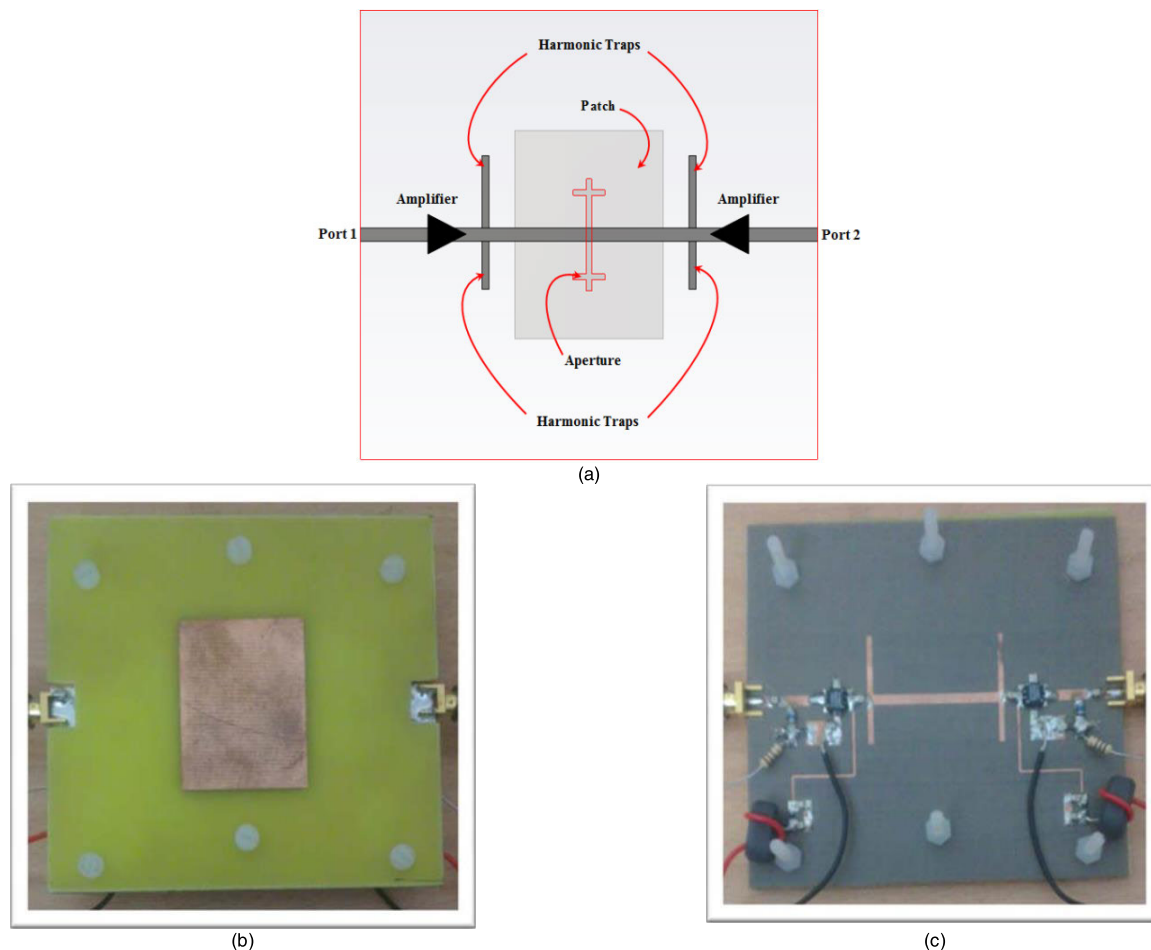 Harmonic Traps
Patch
Amplifier
Amplifier
Port 1
Port 2
Aperture
Harmonic Traps
(a)
(b)
(c)